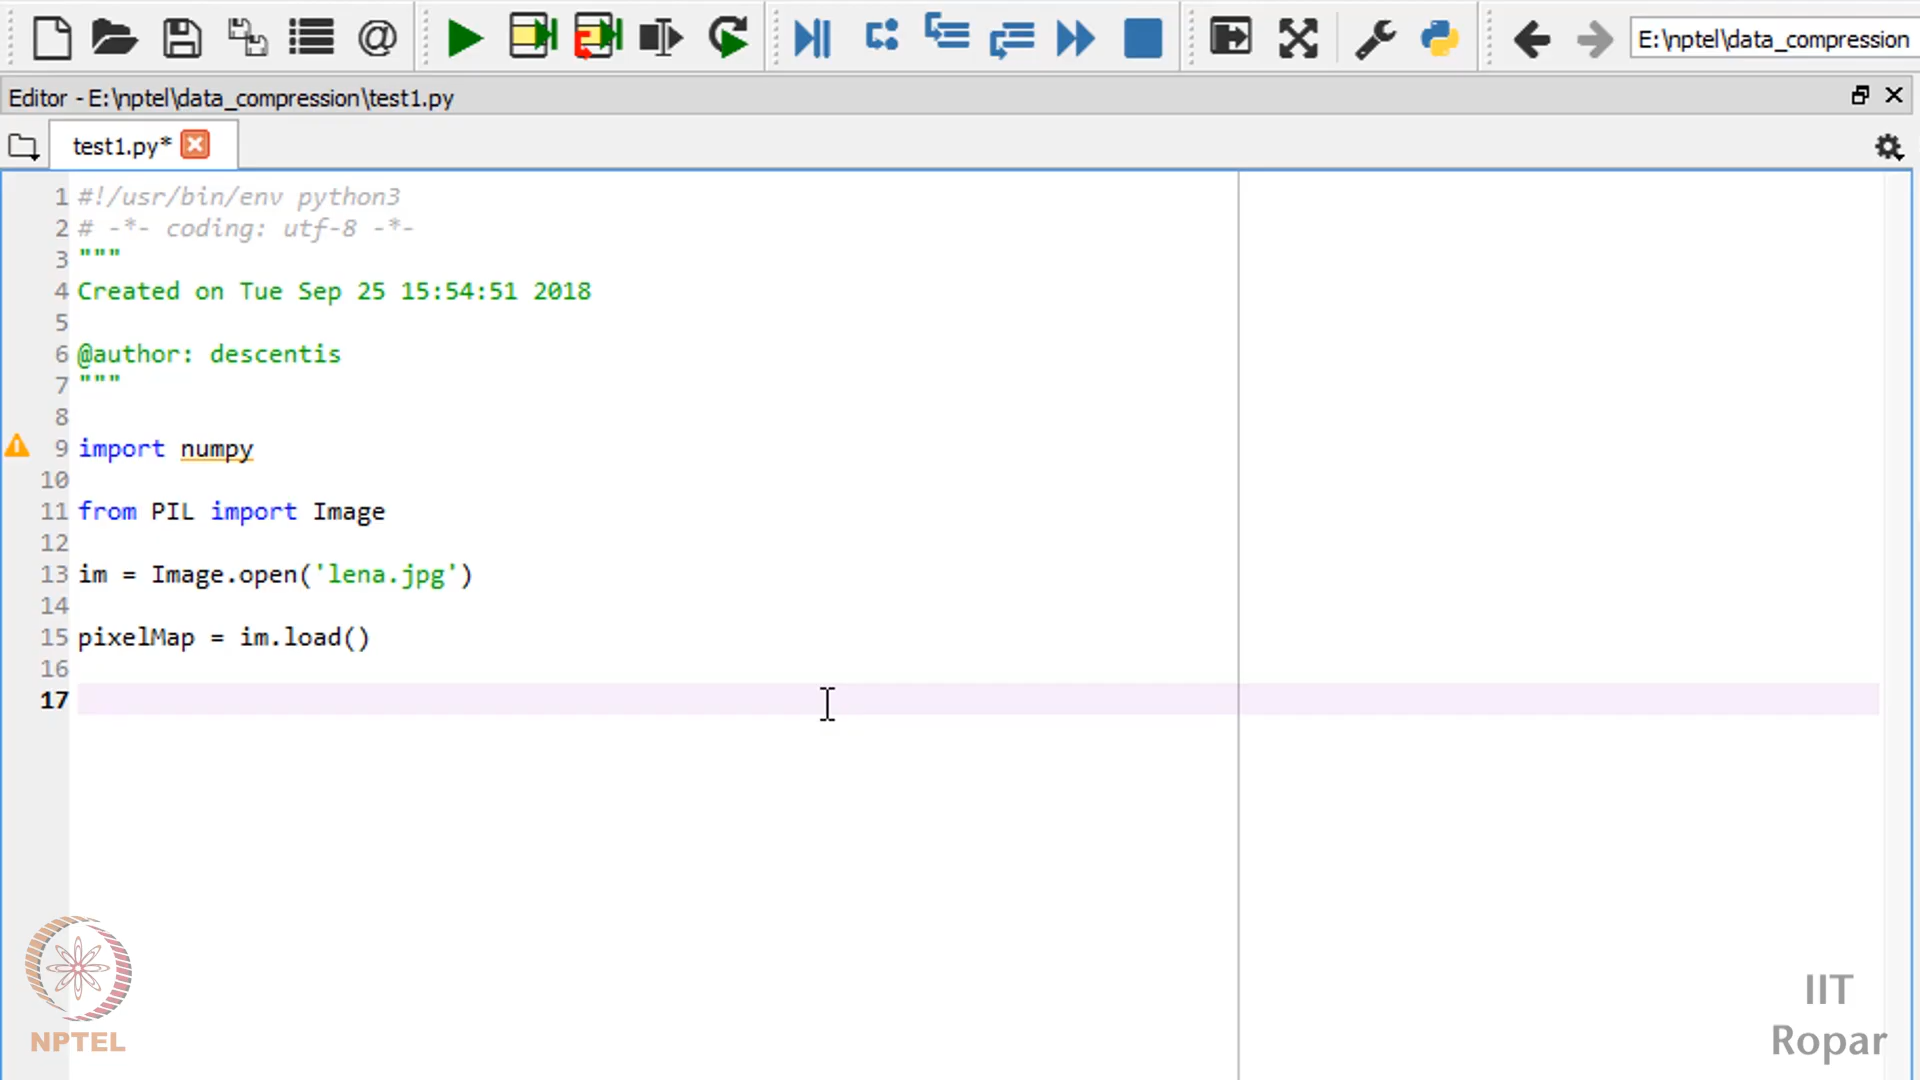 E:\nptel\data_compression
Editor - E:\nptel\data_compression\test1.py
test1.py*
1 #!/usr/bin/env python3
2 # -*- coding: utf-8 -*-
3 """
4 Created on Tue Sep 25 15:54:51 2018
5
6 @author: descentis
7 """
8
9 import numpy
10
11 from PIL import Image
12
13 im = Image.open('lena.jpg')
14
15 pixelMap = im.load()
16
17
NPTEL
IIT
Ropar